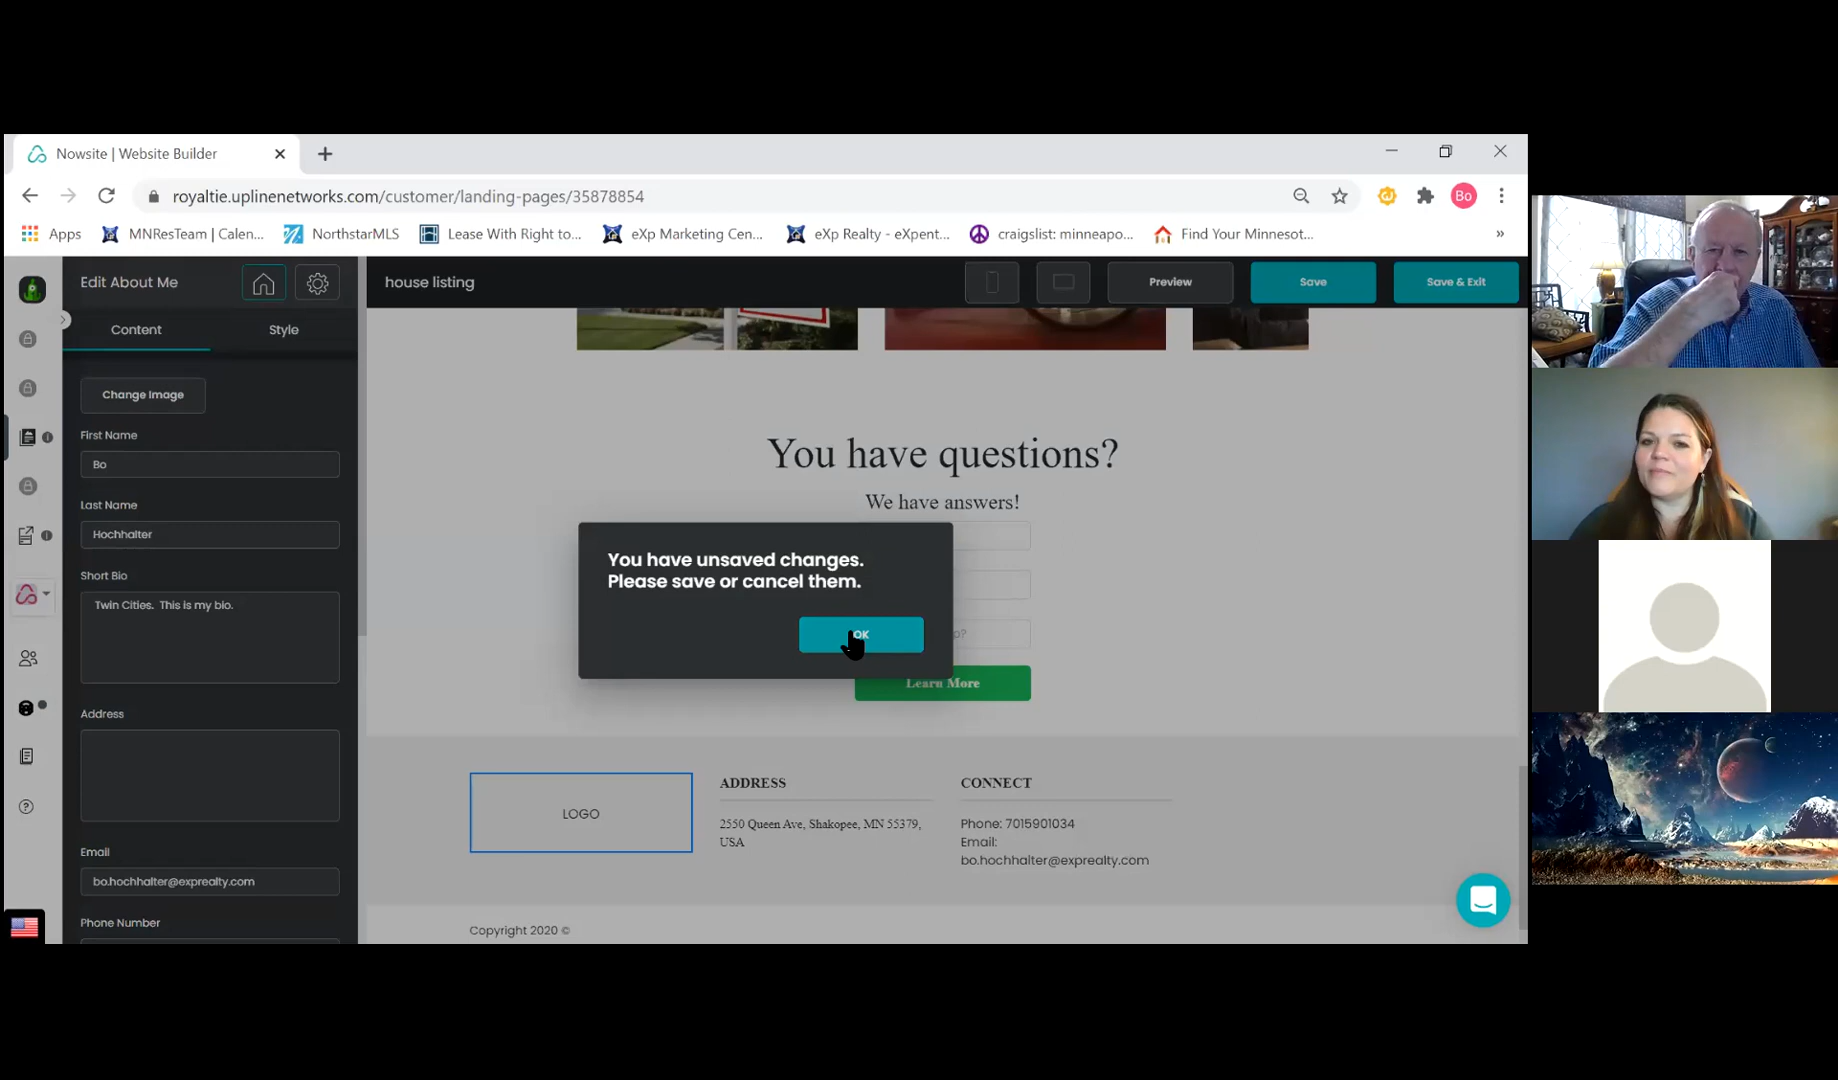 Nowsite | Website Builder
royaltie.uplinenetworks.com/customer/landing-pages/35878854
Bo
Apps
MNResTeam | Calen...
NorthstarMLS
Lease With Right to...
eXp Marketing Cen...
eXp Realty - eXpent...
craigslist: minneapo...
Find Your Minnesot...
»
Edit About Me
house listing
Preview
Save
Save & Exit
Content
Style
Change Image
First Name
Bo
Last Name
Hochhalter
Short Bio
Twin Cities. This is my bio.
Address
Email
bo.hochhalter@exprealty.com
Phone Number
You have questions?
We have answers!
You have unsaved changes.
Please save or cancel them.
OK
Learn More
LOGO
ADDRESS
2550 Queen Ave, Shakopee, MN 55379,
USA
CONNECT
Phone: 7015901034
Email:
bo.hochhalter@exprealty.com
Copyright 2020 ©